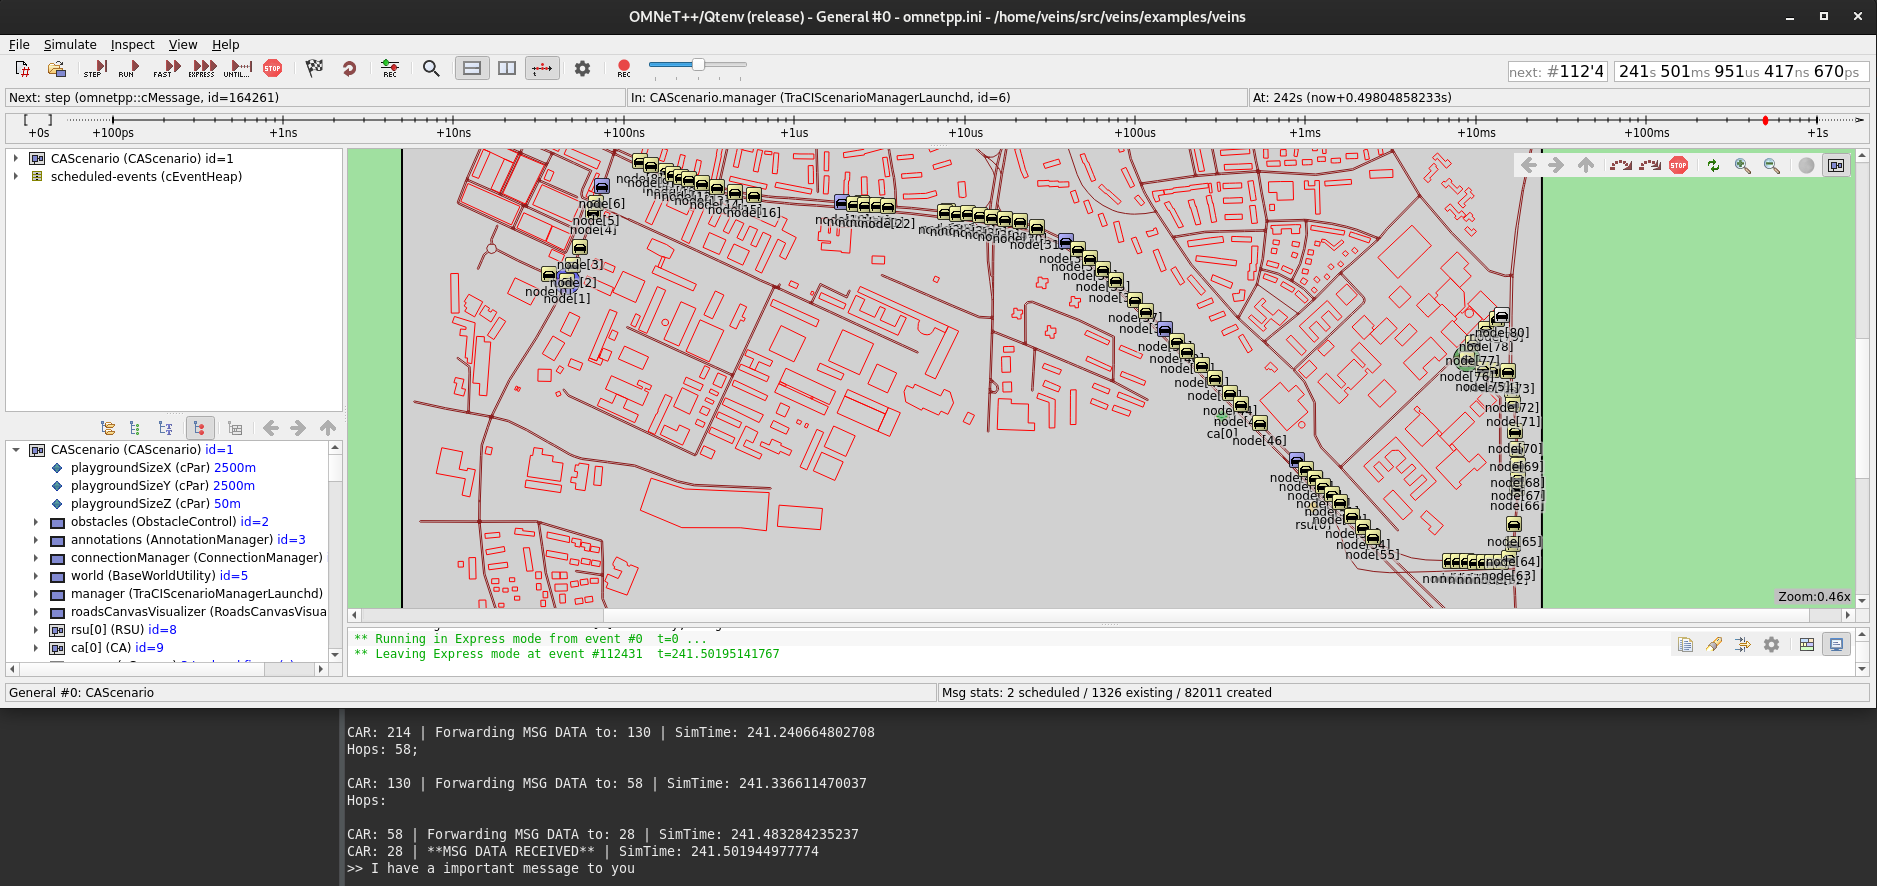 OMNeT++/Qtenv (release) - General #0 - omnetpp.ini - /home/veins/src/veins/examples/veins
File Simulate Inspect View Help
STEP RUN FAST EXPRESS UNTIL... STOP REC REC
next: #112'4 241s 501ms 951us 417ns 670ps
Next: step (omnetpp::cMessage, id=164261) In: CAScenario.manager (TraCIScenarioManagerLaunchd, id=6) At: 242s (now+0.49804858233s)
+0s +100ps +1ns +10ns +100ns +1us +10us +100us +1ms +10ms +100ms +1s
CAScenario (CAScenario) id=1
scheduled-events (cEventHeap)
STOP
node[6]
node[5]
node[4]
node[16]
node[22]
node[31]
node[3]
node[2]
node[1]
node[80]
node[78]
node[77]
node[76]
node[72]
node[71]
node[70]
node[69]
node[68]
node[67]
node[66]
node[65]
node[64]
node[63]
ca[0]
node[46]
node[55]
Zoom:0.46x
CAScenario (CAScenario) id=1
playgroundSizeX (cPar) 2500m
playgroundSizeY (cPar) 2500m
playgroundSizeZ (cPar) 50m
obstacles (ObstacleControl) id=2
annotations (AnnotationManager) id=3
connectionManager (ConnectionManager)
world (BaseWorldUtility) id=5
manager (TraCIScenarioManagerLaunchd)
roadsCanvasVisualizer (RoadsCanvasVisua
rsu[0] (RSU) id=8
ca[0] (CA) id=9
** Running in Express mode from event #0 t=0 ...
** Leaving Express mode at event #112431 t=241.50195141767
General #0: CAScenario
Msg stats: 2 scheduled / 1326 existing / 82011 created
CAR: 214 | Forwarding MSG DATA to: 130 | SimTime: 241.240664802708
Hops: 58;
CAR: 130 | Forwarding MSG DATA to: 58 | SimTime: 241.336611470037
Hops:
CAR: 58 | Forwarding MSG DATA to: 28 | SimTime: 241.483284235237
CAR: 28 | **MSG DATA RECEIVED** | SimTime: 241.501944977774
>> I have a important message to you